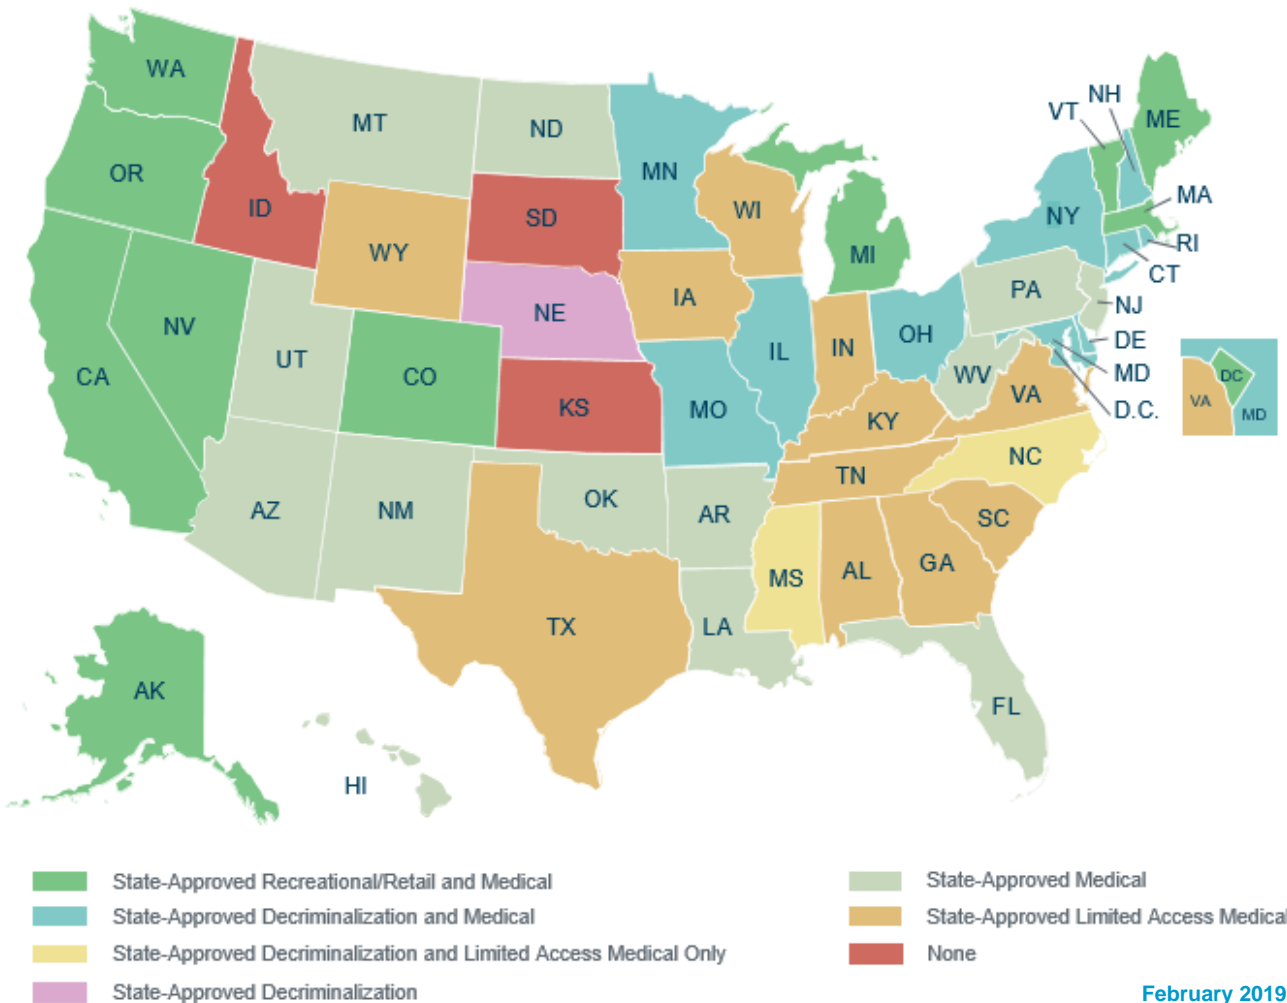 WA
MT
ND
OR
ID
SD
MN
WY
WI
MI
VT
NH
ME
NY
MA
RI
CT
PA
NJ
DE
MD
D.C.
NV
UT
CO
NE
IA
IL
IN
OH
WV
VA
CA
KS
MO
KY
NC
TN
AZ
NM
OK
AR
SC
MS
AL
GA
TX
LA
FL
AK
HI
DC
VA
MD
State-Approved Recreational/Retail and Medical
State-Approved Decriminalization and Medical
State-Approved Decriminalization and Limited Access Medical Only
State-Approved Decriminalization
State-Approved Medical
State-Approved Limited Access Medical
None
February 2019